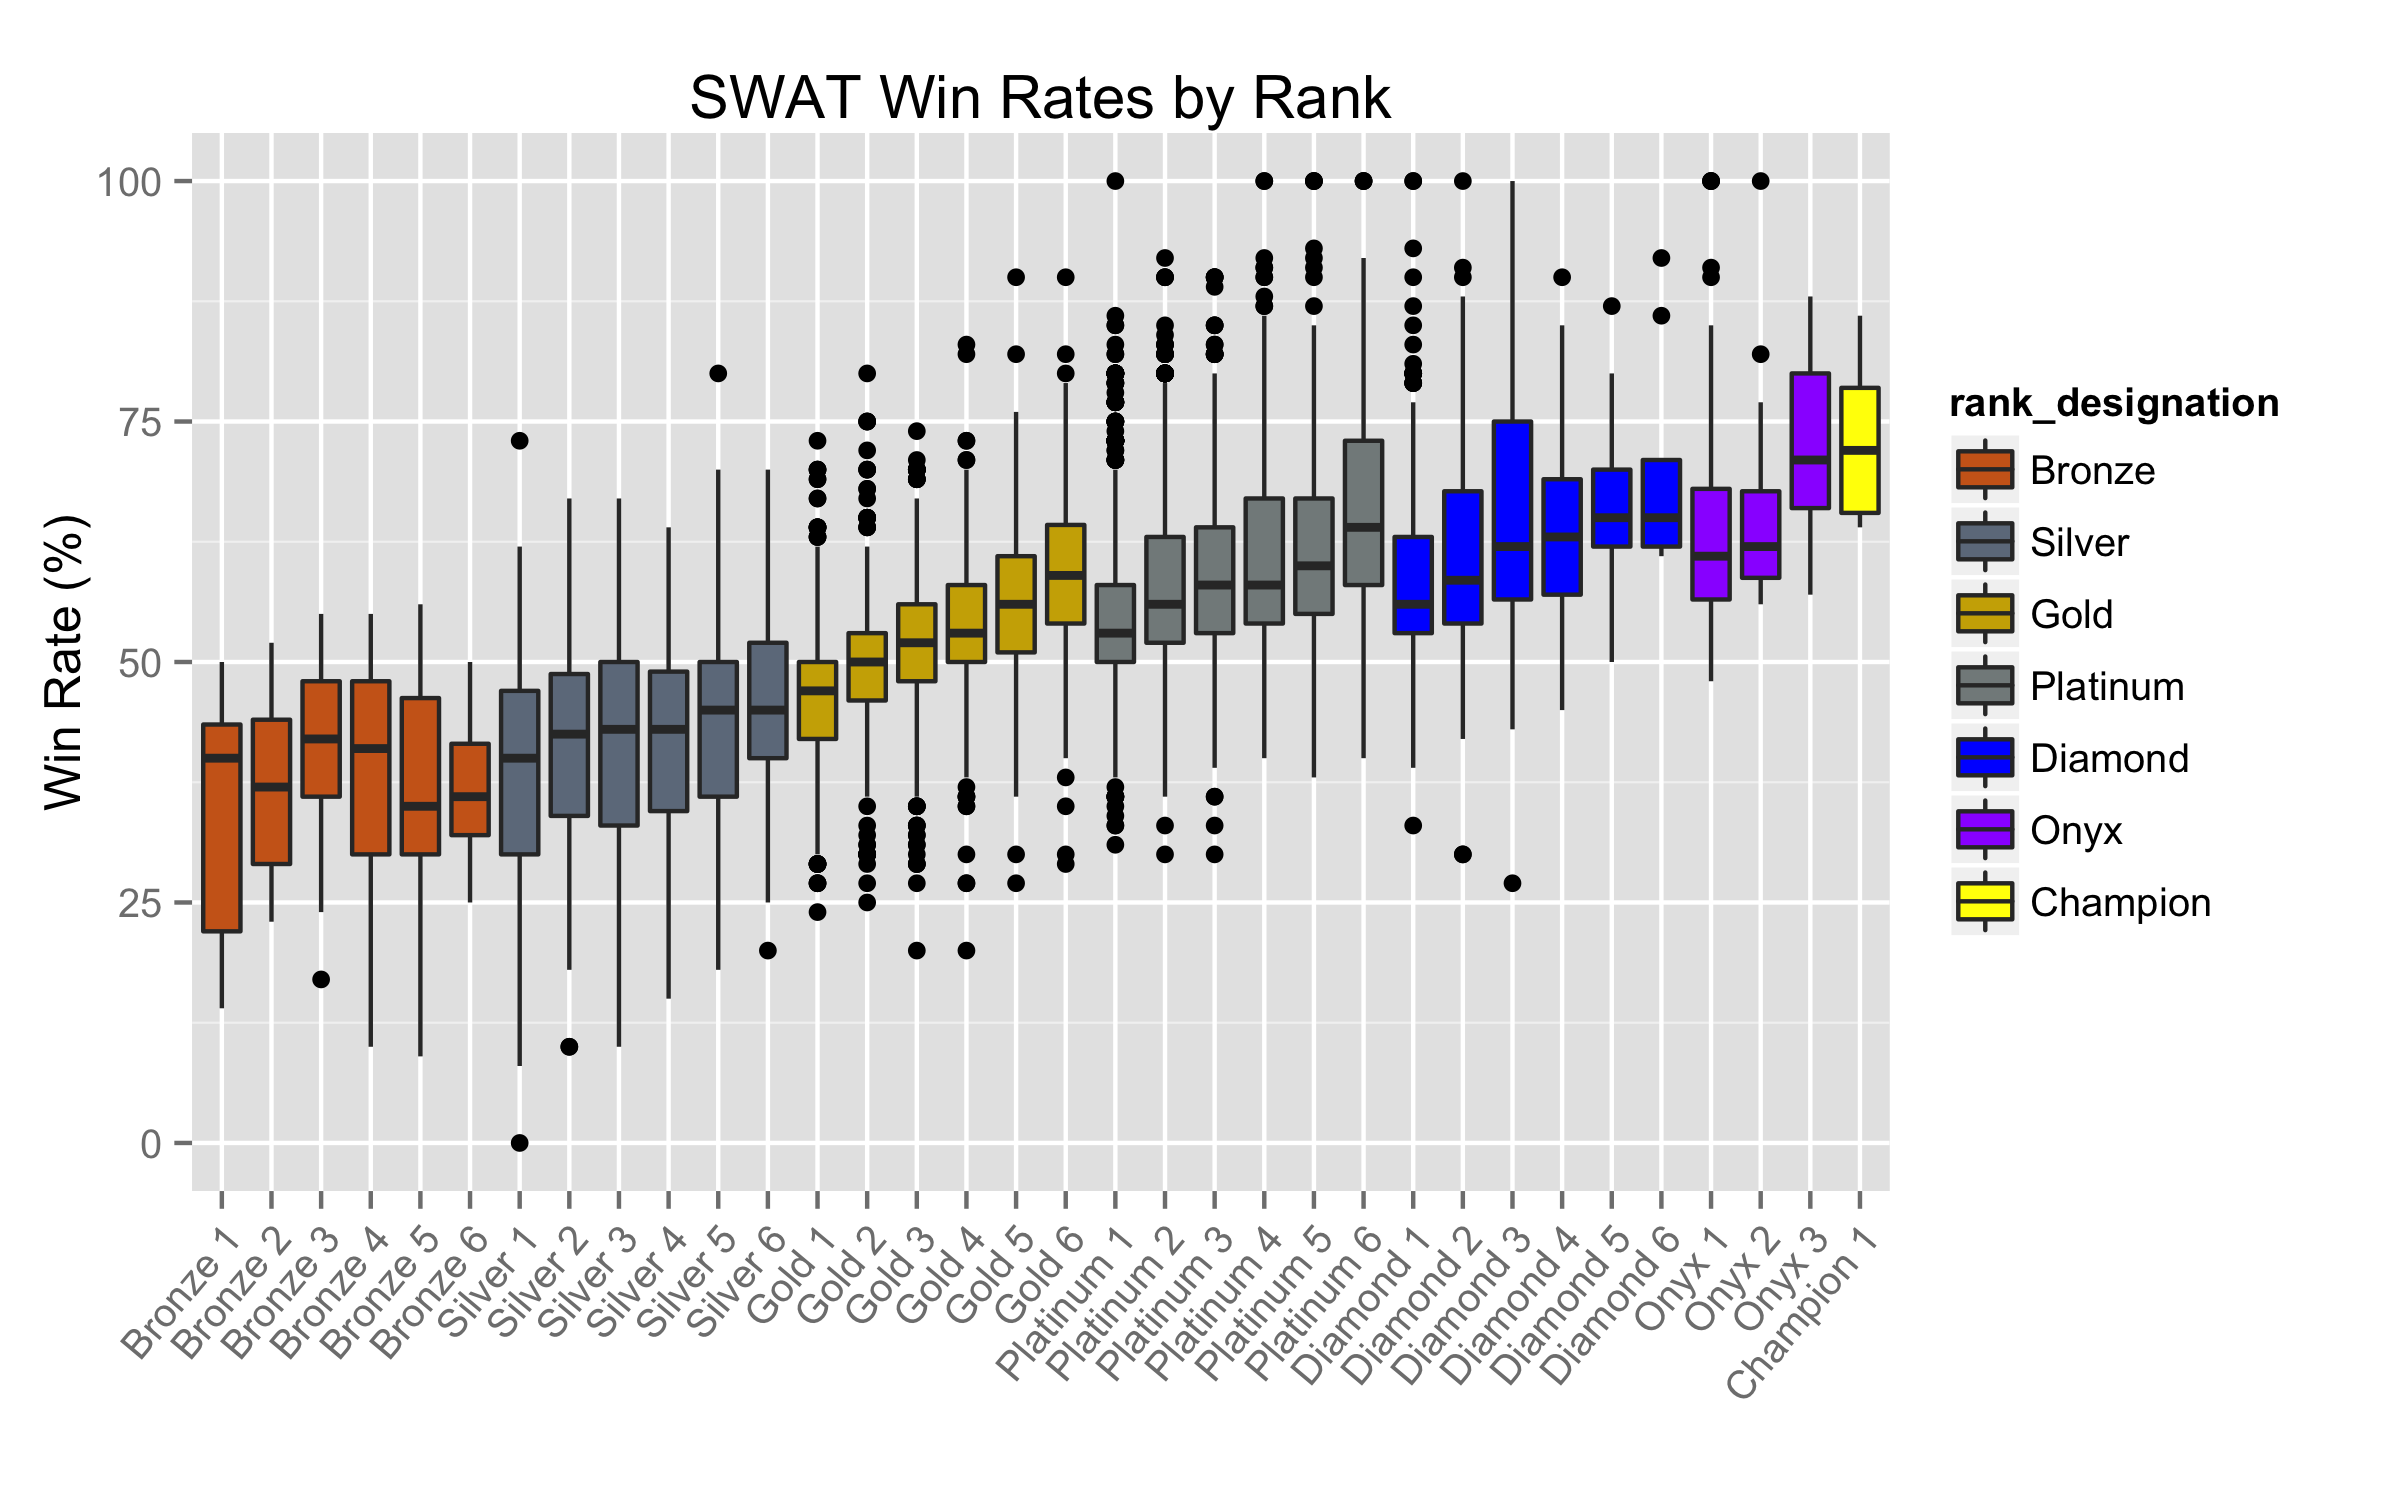 SWAT Win Rates by Rank
Win Rate (%)
100
75
50
25
0
Bronze 1
Bronze 2
Bronze 3
Bronze 4
Bronze 5
Bronze 6
Silver 1
Silver 2
Silver 3
Silver 4
Silver 5
Silver 6
Gold 1
Gold 2
Gold 3
Gold 4
Gold 5
Gold 6
Platinum 1
Platinum 2
Platinum 3
Platinum 4
Platinum 5
Platinum 6
Diamond 1
Diamond 2
Diamond 3
Diamond 4
Diamond 5
Diamond 6
Onyx 1
Onyx 2
Onyx 3
Champion 1
rank_designation
Bronze
Silver
Gold
Platinum
Diamond
Onyx
Champion